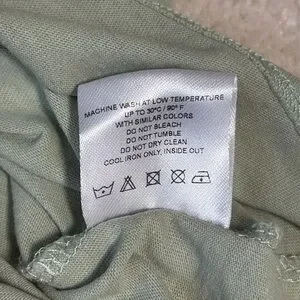 MACHINE WASH AT LOW TEMPERATURE
UP TO 30°C / 90° F
WITH SIMILAR COLORS
DO NOT BLEACH
DO NOT TUMBLE
DO NOT DRY CLEAN
COOL IRON ONLY, INSIDE OUT